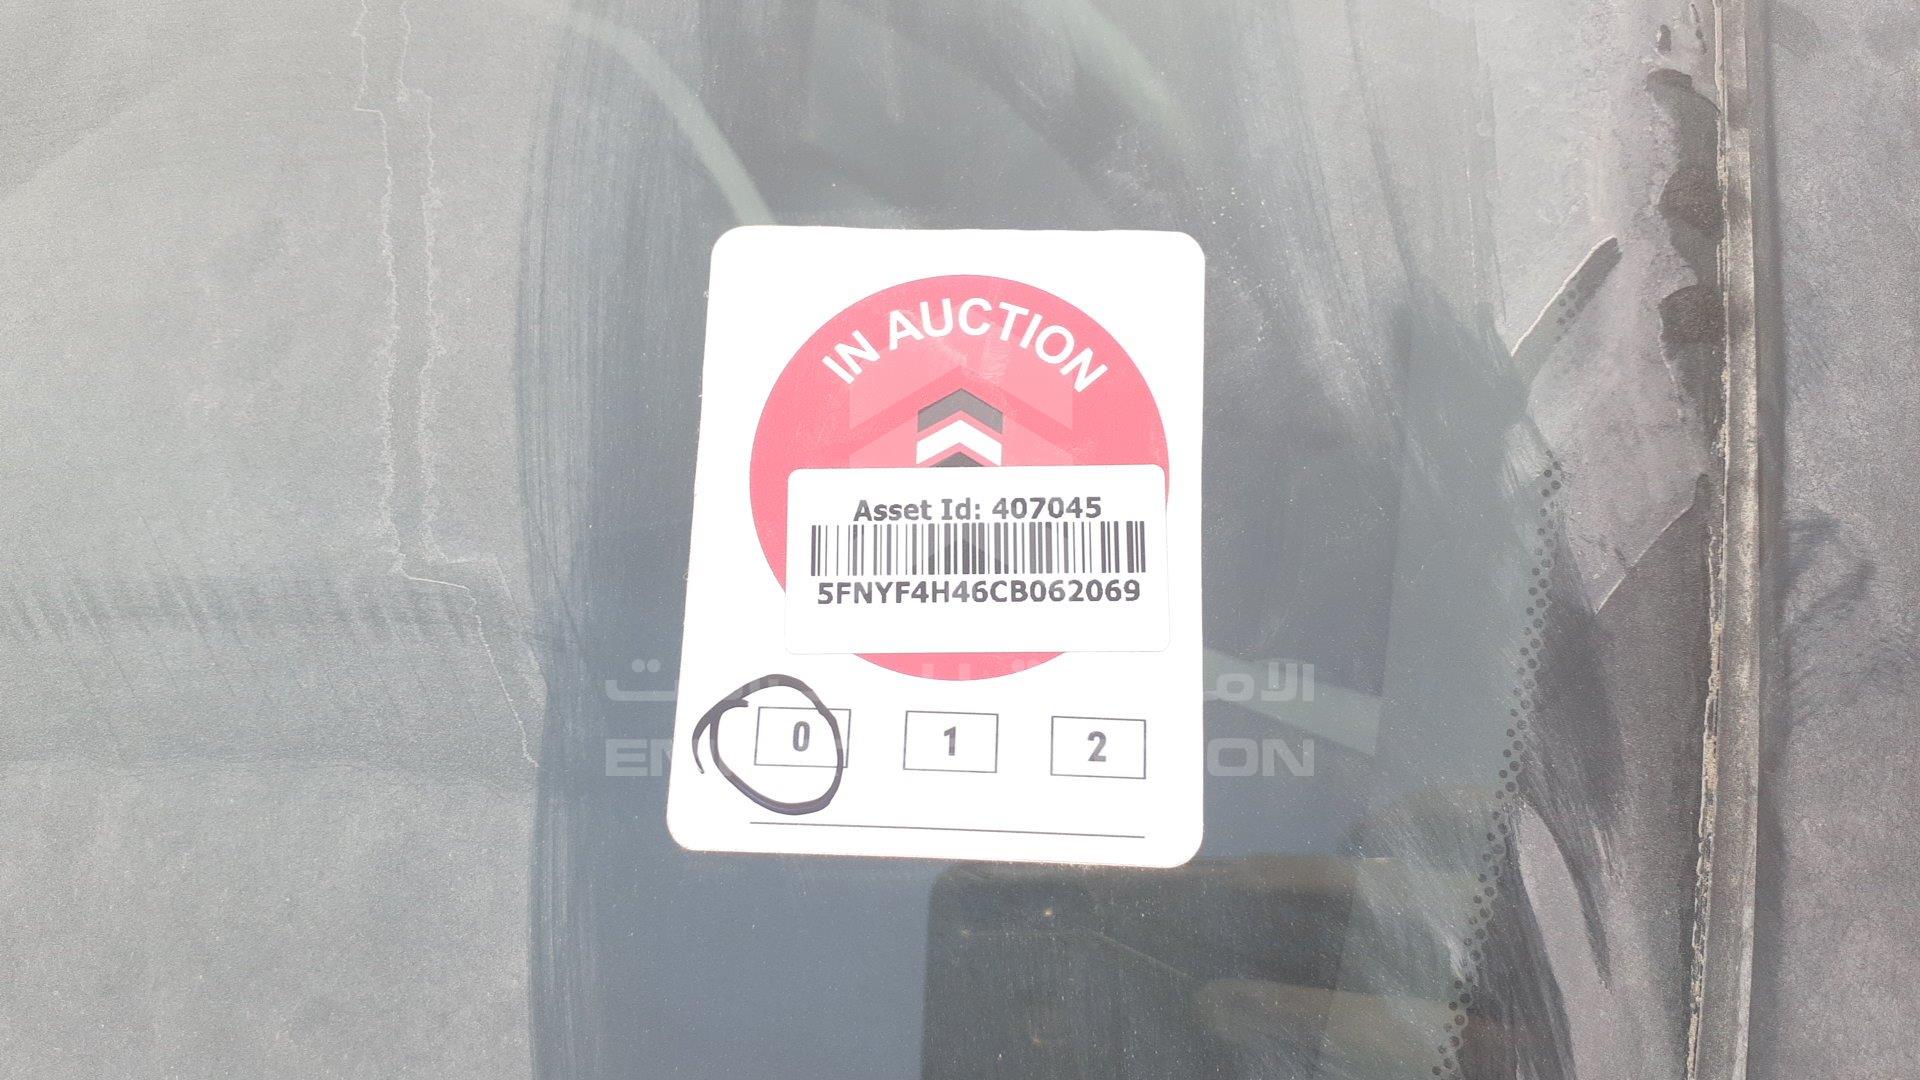 IN AUCTION
Asset Id: 407045
5FNYF4H46CB062069
0 1 2